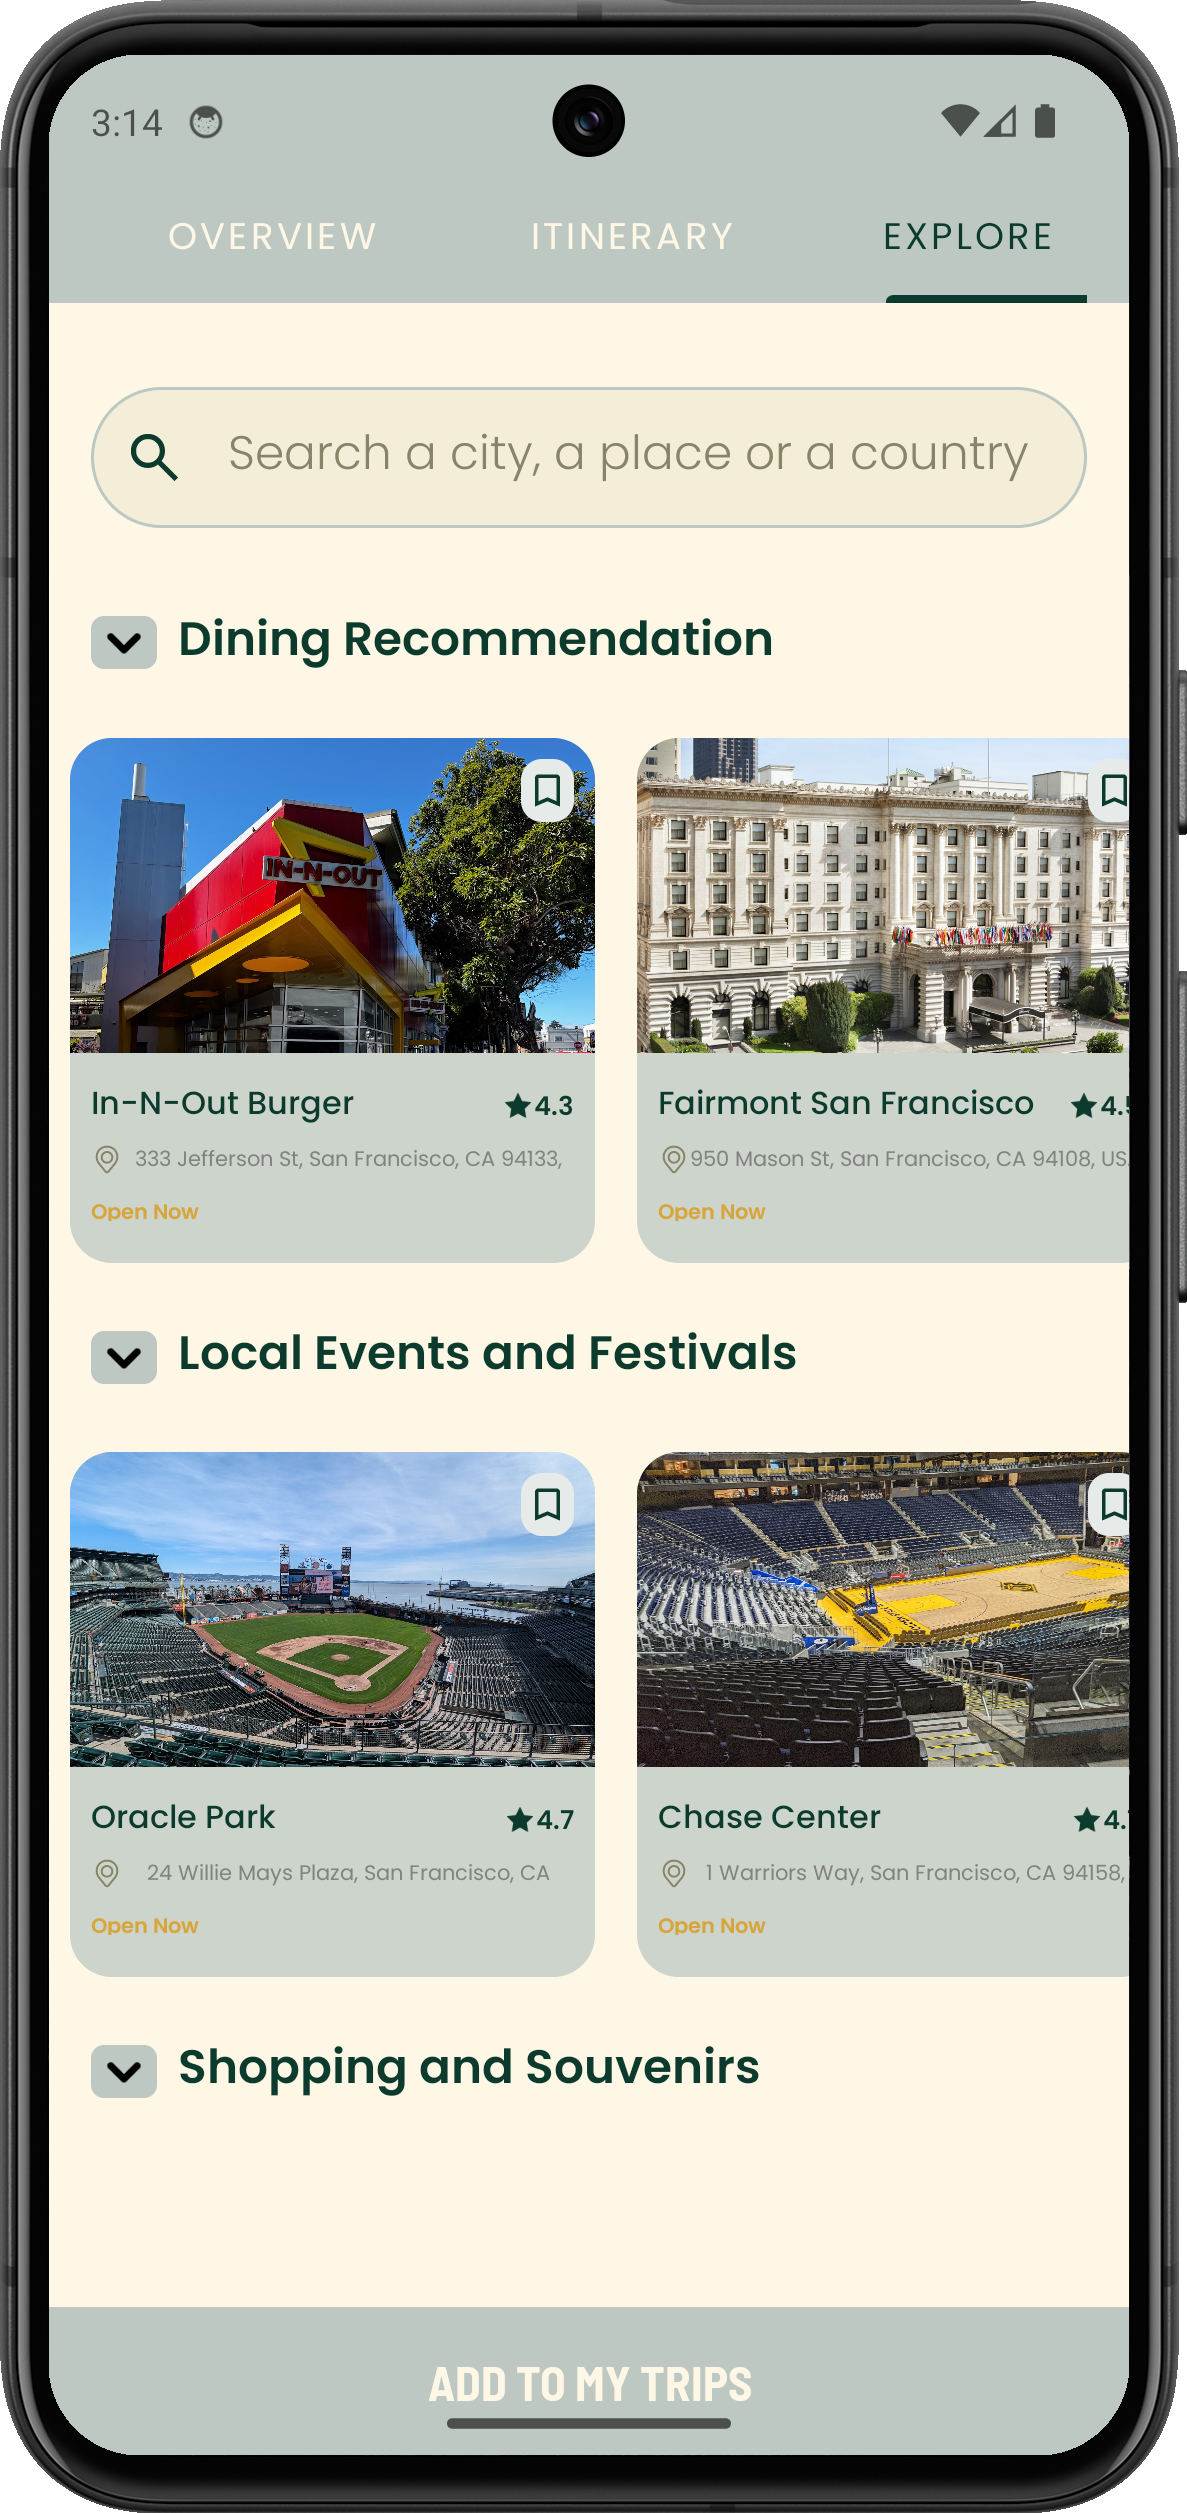 3:14
OVERVIEW ITINERARY EXPLORE
Search a city, a place or a country
Dining Recommendation
IN-N-OUT
In-N-Out Burger ★4.3
333 Jefferson St, San Francisco, CA 94133,
Open Now
Fairmont San Francisco ★4.5
950 Mason St, San Francisco, CA 94108, US
Open Now
Local Events and Festivals
Oracle Park ★4.7
24 Willie Mays Plaza, San Francisco, CA
Open Now
Chase Center ★4.
1 Warriors Way, San Francisco, CA 94158,
Open Now
Shopping and Souvenirs
ADD TO MY TRIPS